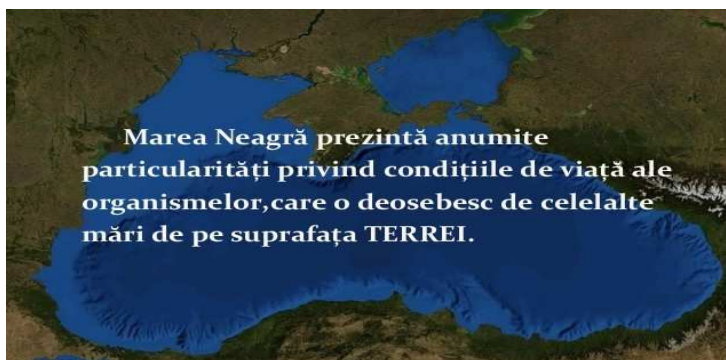 Marea Neagră prezintă anumite
particularități privind condițiile de viață ale
organismelor,care o deosebesc de celelalte
mări de pe suprafața TERREI.